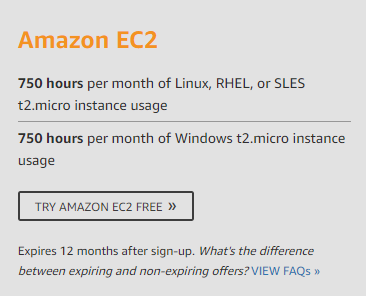 Amazon EC2
750 hours per month of Linux, RHEL, or SLES
t2.micro instance usage
750 hours per month of Windows t2.micro instance
usage
TRY AMAZON EC2 FREE »
Expires 12 months after sign-up. What's the difference
between expiring and non-expiring offers? VIEW FAQs »